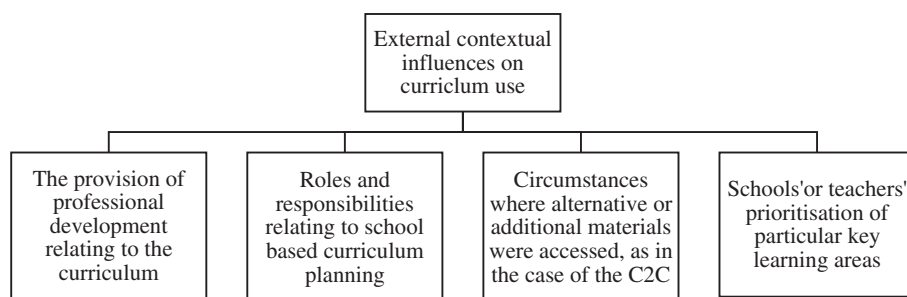 External contextual
influences on
curriclum use
The provision of
professional
development
relating to the
curriculum
Roles and
responsibilities
relating to school
based curriculum
planning
Circumstances
where alternative or
additional materials
were accessed, as in
the case of the C2C
Schools'or teachers'
prioritisation of
particular key
learning areas